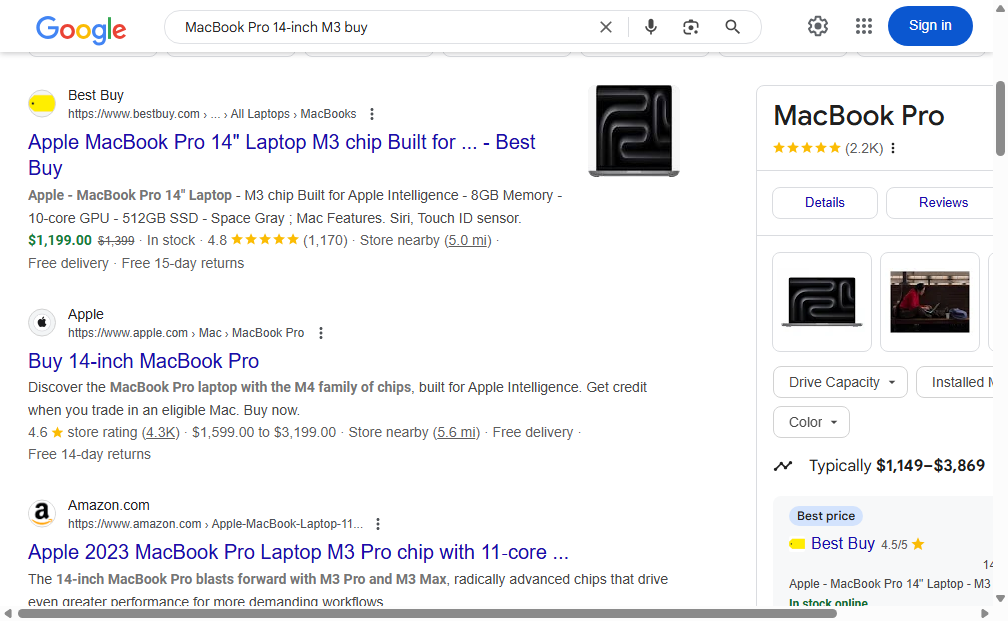 Google
MacBook Pro 14-inch M3 buy
Sign in
Best Buy
https://www.bestbuy.com › ... › All Laptops › MacBooks
Apple MacBook Pro 14" Laptop M3 chip Built for ... - Best
Buy
Apple - MacBook Pro 14" Laptop - M3 chip Built for Apple Intelligence - 8GB Memory -
10-core GPU - 512GB SSD - Space Gray ; Mac Features. Siri, Touch ID sensor.
$1,199.00 $1,399 · In stock · 4.8 (1,170) · Store nearby (5.0 mi) ·
Free delivery · Free 15-day returns
Apple
https://www.apple.com › Mac › MacBook Pro
Buy 14-inch MacBook Pro
Discover the MacBook Pro laptop with the M4 family of chips, built for Apple Intelligence. Get credit
when you trade in an eligible Mac. Buy now.
4.6 store rating (4.3K) · $1,599.00 to $3,199.00 · Store nearby (5.6 mi) · Free delivery ·
Free 14-day returns
a
Amazon.com
https://www.amazon.com › Apple-MacBook-Laptop-11...
Apple 2023 MacBook Pro Laptop M3 Pro chip with 11-core ...
The 14-inch MacBook Pro blasts forward with M3 Pro and M3 Max, radically advanced chips that drive
even greater performance for more demanding workflows
MacBook Pro
(2.2K)
Details
Reviews
Drive Capacity
Installed M
Color
Typically $1,149–$3,869
Best price
Best Buy 4.5/5
14
Apple - MacBook Pro 14" Laptop - M3
In stock online